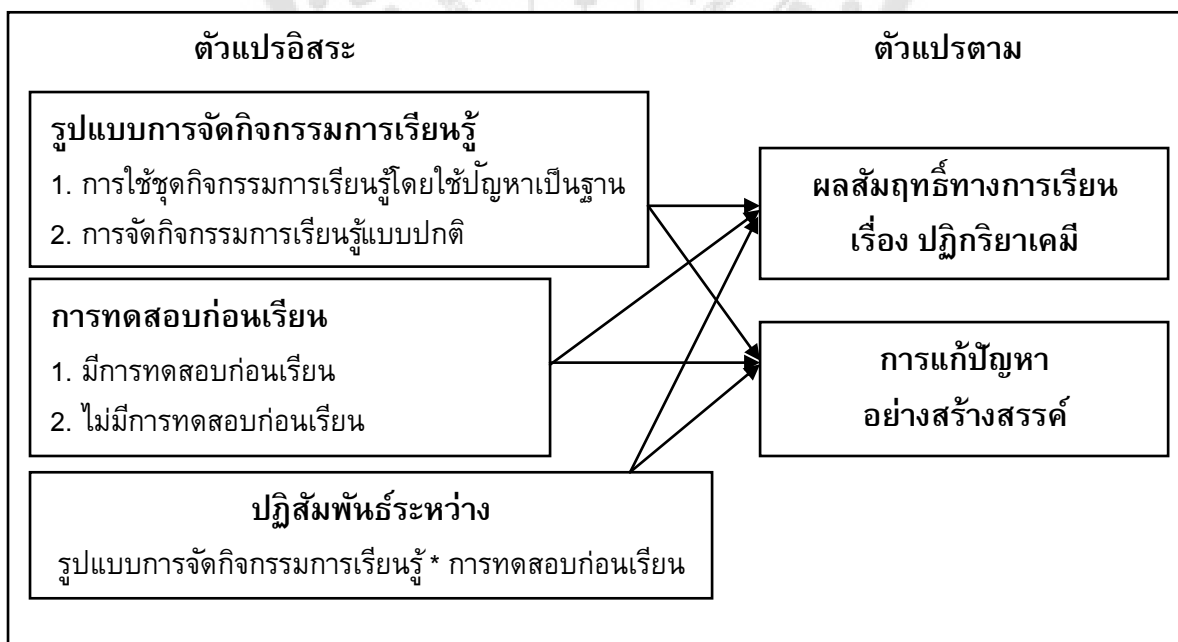 ตัวแปรอิสระ
ตัวแปรตาม
รูปแบบการจัดกิจกรรมการเรียนรู้
1. การใช้ชุดกิจกรรมการเรียนรู้โดยใช้ปัญหาเป็นฐาน
2. การจัดกิจกรรมการเรียนรู้แบบปกติ
การทดสอบก่อนเรียน
1. มีการทดสอบก่อนเรียน
2. ไม่มีการทดสอบก่อนเรียน
ปฏิสัมพันธ์ระหว่าง
รูปแบบการจัดกิจกรรมการเรียนรู้ * การทดสอบก่อนเรียน
ผลสัมฤทธิ์ทางการเรียน
เรื่อง ปฏิกริยาเคมี
การแก้ปัญหา
อย่างสร้างสรรค์